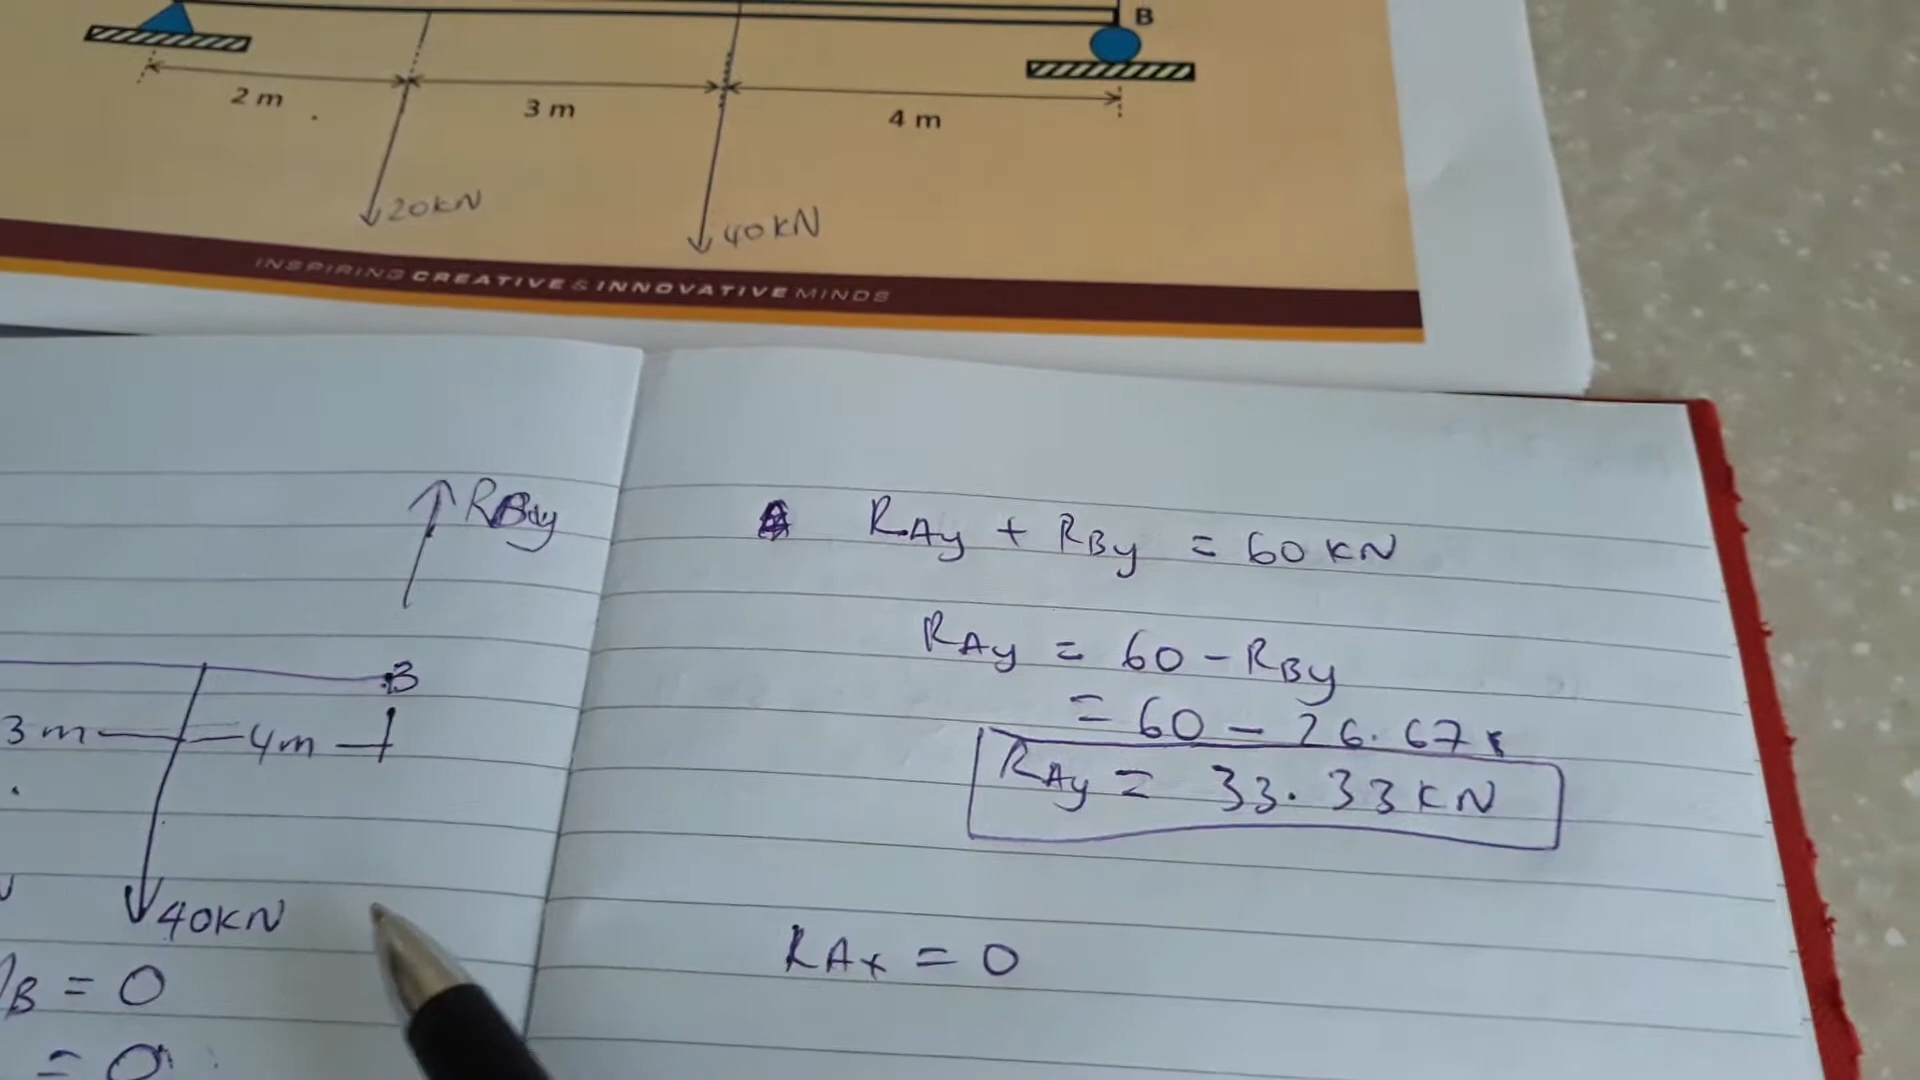 B
2 m
3 m
4 m
20kN
40kN
INSPIRING CREATIVE & INNOVATIVE MINDS
RBy
B
3m
4m
40KN
B = 0
= 0
RAy + RBy = 60 KN
RAy = 60 - RBy
= 60 - 26.67
RAy = 33.33 KN
RAx = 0